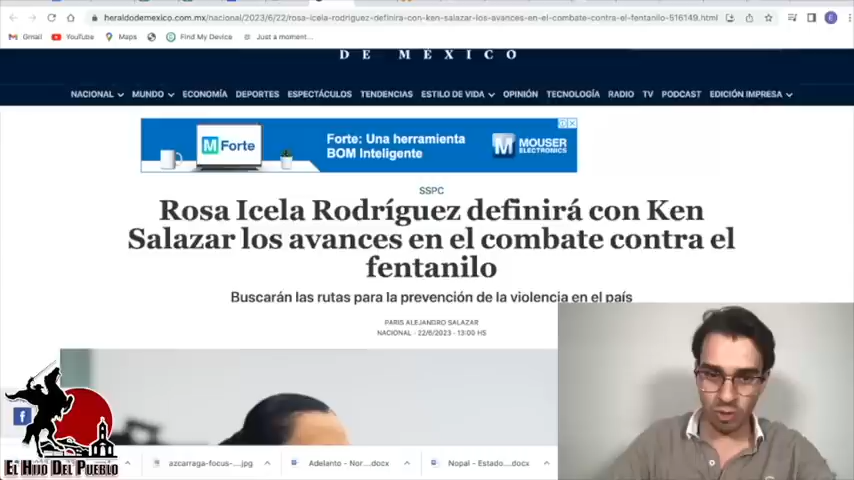 heraldodemexico.com.mx/nacional/2023/6/22/rosa-icela-rodriguez-definira-con-ken-salazar-los-avances-en-el-combate-contra-el-fentanilo-516149.html
Gmail YouTube Maps Find My Device Just a moment...
DE MÉXICO
NACIONAL MUNDO ECONOMÍA DEPORTES ESPECTÁCULOS TENDENCIAS ESTILO DE VIDA OPINIÓN TECNOLOGÍA RADIO TV PODCAST EDICIÓN IMPRESA
M Forte
Forte: Una herramienta
BOM Inteligente
M MOUSER
ELECTRONICS
SSPC
Rosa Icela Rodríguez definirá con Ken
Salazar los avances en el combate contra el
fentanilo
Buscarán las rutas para la prevención de la violencia en el país
PARIS ALEJANDRO SALAZAR
NACIONAL · 22/6/2023 · 13:00 HS
EL HIJO DEL PUEBLO
azcarraga-focus-....jpg
Adelanto - Nor....docx
Nopal - Estado....docx